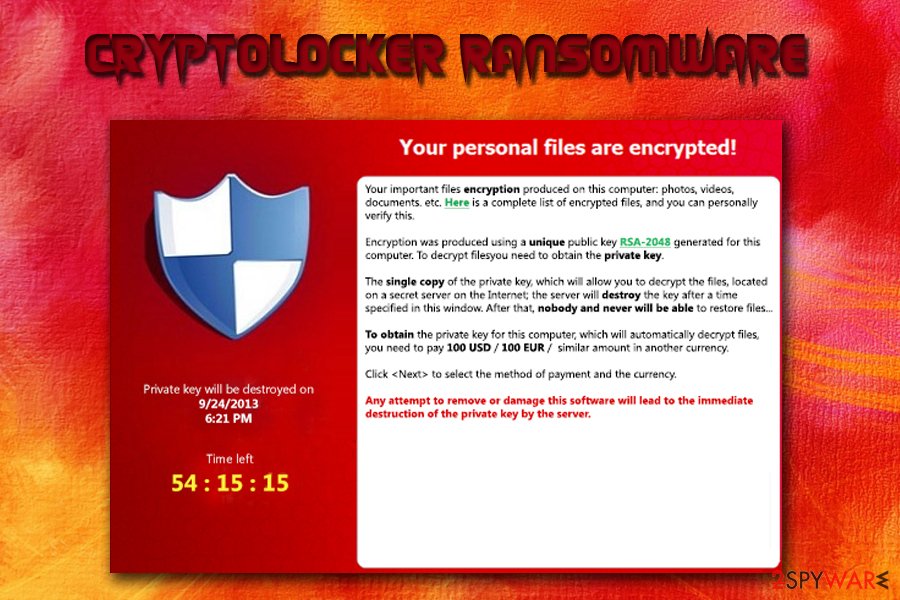 CRYPTOLOCKER RANSOMWARE
Your personal files are encrypted!
Your important files encryption produced on this computer: photos, videos,
documents. etc. Here is a complete list of encrypted files, and you can personally
verify this.
Encryption was produced using a unique public key RSA-2048 generated for this
computer. To decrypt filesyou need to obtain the private key.
The single copy of the private key, which will allow you to decrypt the files, located
on a secret server on the Internet; the server will destroy the key after a time
specified in this window. After that, nobody and never will be able to restore files...
To obtain the private key for this computer, which will automatically decrypt files,
you need to pay 100 USD / 100 EUR / similar amount in another currency.
Click <Next> to select the method of payment and the currency.
Any attempt to remove or damage this software will lead to the immediate
destruction of the private key by the server.
Private key will be destroyed on
9/24/2013
6:21 PM
Time left
54 : 15 : 15
2SPYWARE